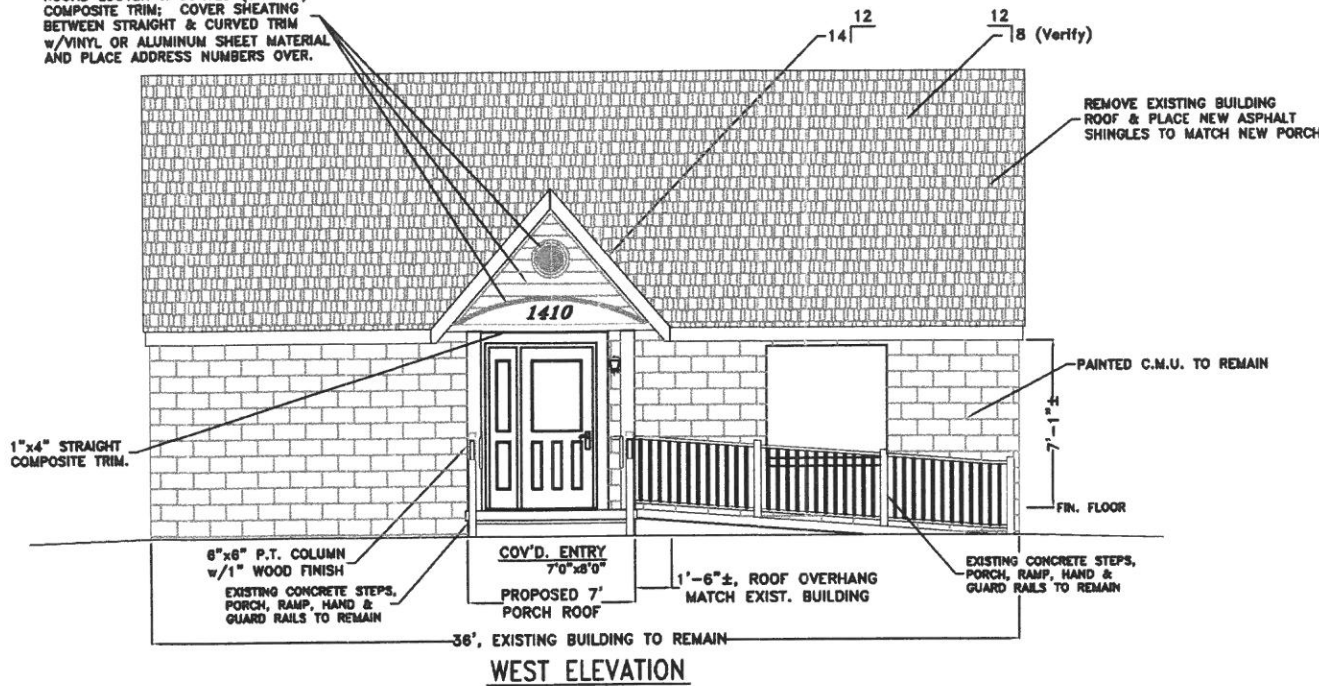 COMPOSITE TRIM; COVER SHEATING
BETWEEN STRAIGHT & CURVED TRIM
w/VINYL OR ALUMINUM SHEET MATERIAL
AND PLACE ADDRESS NUMBERS OVER.
12
14
12
8 (Verify)
REMOVE EXISTING BUILDING
ROOF & PLACE NEW ASPHALT
SHINGLES TO MATCH NEW PORCH
1410
PAINTED C.M.U. TO REMAIN
7'-1"±
1"x4" STRAIGHT
COMPOSITE TRIM.
FIN. FLOOR
6"x6" P.T. COLUMN
w/1" WOOD FINISH
COV'D. ENTRY
7'0"x6'0"
EXISTING CONCRETE STEPS,
PORCH, RAMP, HAND &
GUARD RAILS TO REMAIN
PROPOSED 7'
PORCH ROOF
1'-6"±, ROOF OVERHANG
MATCH EXIST. BUILDING
EXISTING CONCRETE STEPS,
PORCH, RAMP, HAND &
GUARD RAILS TO REMAIN
36', EXISTING BUILDING TO REMAIN
WEST ELEVATION